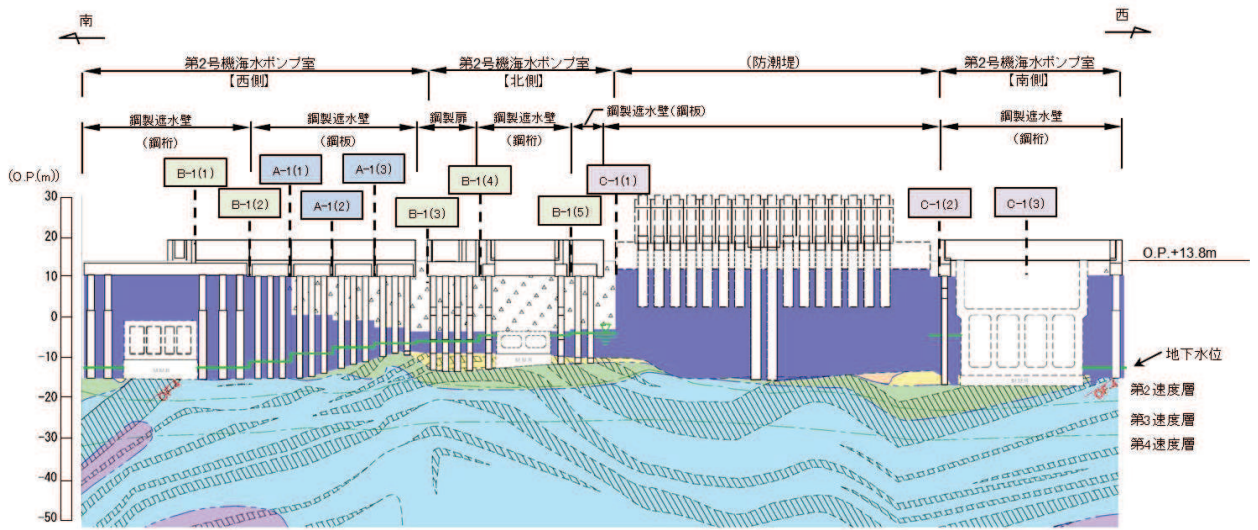 南
西
第2号機海水ポンプ室
【西側】
第2号機海水ポンプ室
【北側】
(防潮堤)
第2号機海水ポンプ室
【南側】
鋼製遮水壁
(鋼桁)
鋼製遮水壁
(鋼板)
鋼製扉
鋼製遮水壁
(鋼桁)
鋼製遮水壁(鋼板)
鋼製遮水壁
(鋼桁)
B-1(1)
A-1(1)
A-1(3)
B-1(4)
C-1(1)
B-1(2)
A-1(2)
B-1(3)
B-1(5)
C-1(2)
C-1(3)
(O.P.(m))
30
20
10
0
-10
-20
-30
-40
-50
O.P.+13.8m
地下水位
第2速度層
第3速度層
第4速度層
OF-4
OF-4